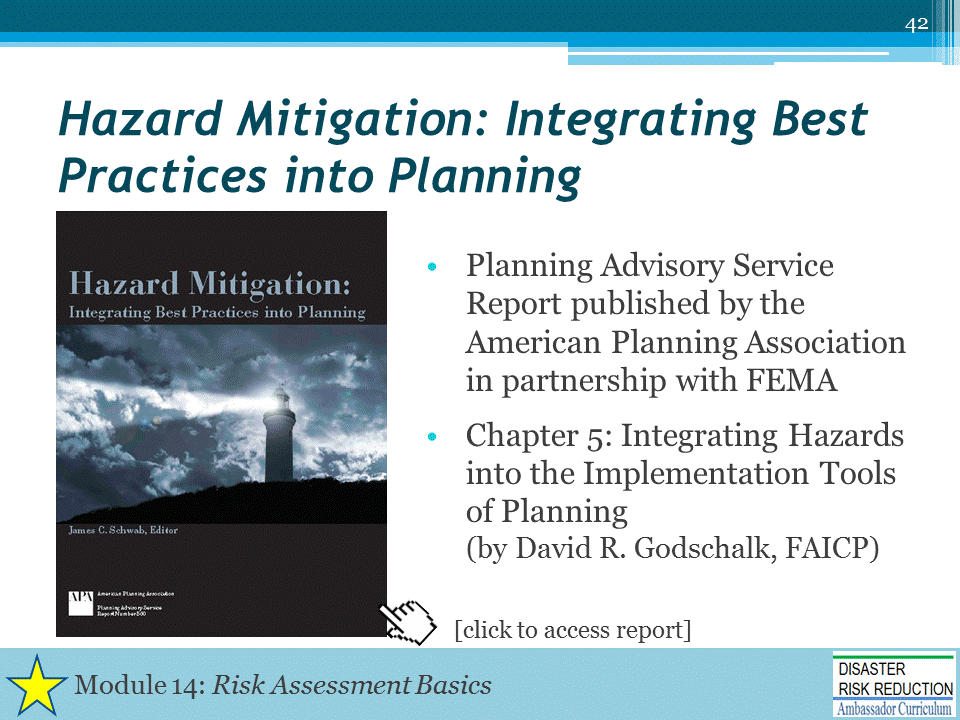 42
Hazard Mitigation: Integrating Best
Practices into Planning
Hazard Mitigation:
Integrating Best Practices into Planning
James C. Schwab, Editor
APA
American Planning Association
Planning Advisory Service
Report Number 560
• Planning Advisory Service
Report published by the
American Planning Association
in partnership with FEMA
• Chapter 5: Integrating Hazards
into the Implementation Tools
of Planning
(by David R. Godschalk, FAICP)
[click to access report]
Module 14: Risk Assessment Basics
DISASTER
RISK REDUCTION
Ambassador Curriculum